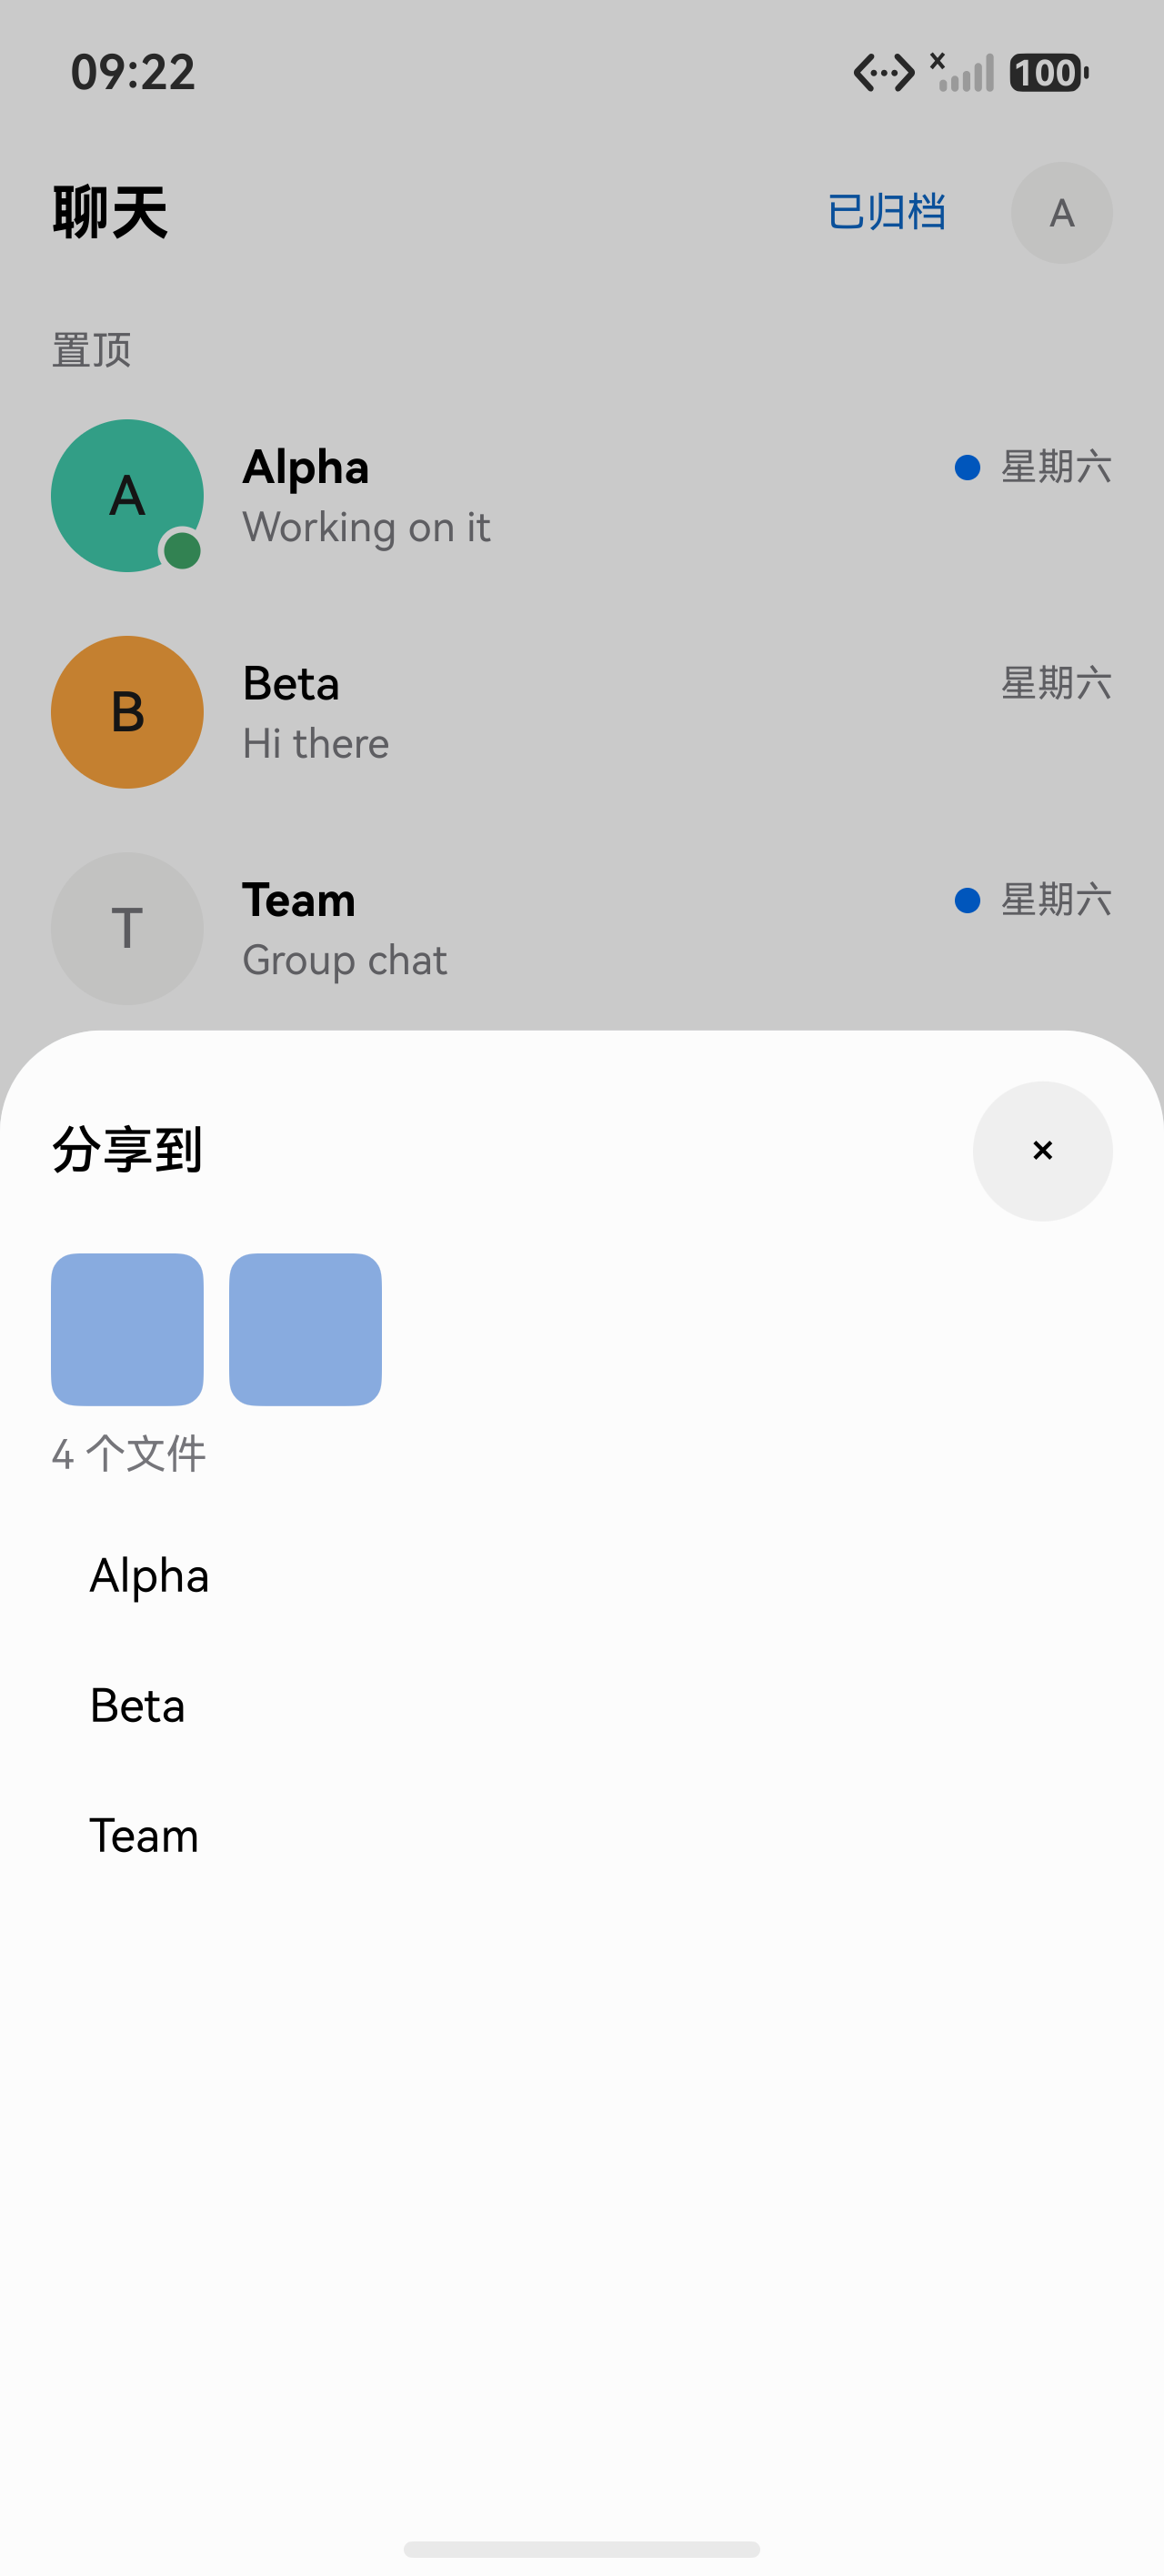 09:22
100
聊天
已归档
A
置顶
A
Alpha
星期六
Working on it
B
Beta
星期六
Hi there
T
Team
星期六
Group chat
分享到
4 个文件
Alpha
Beta
Team